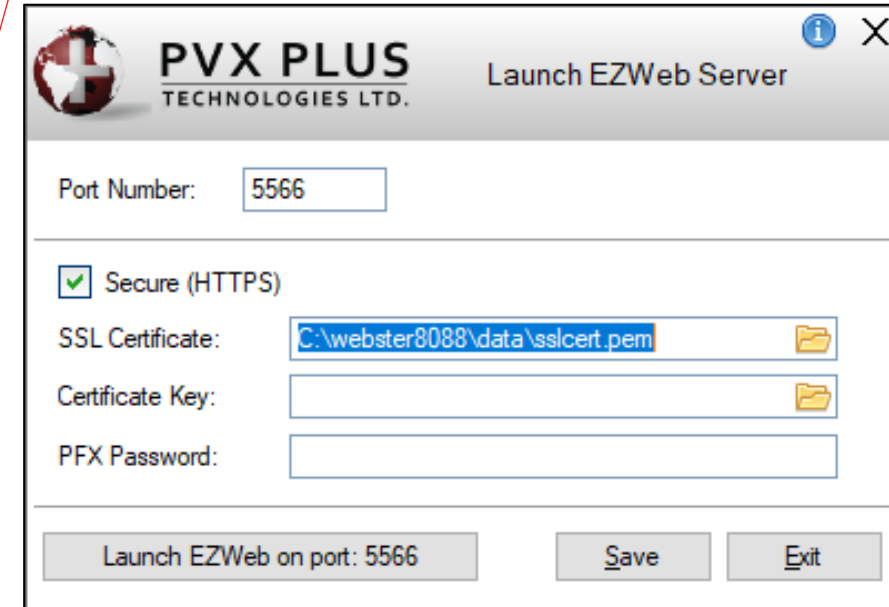 PVX PLUS
TECHNOLOGIES LTD.
Launch EZWeb Server
Port Number: 5566
Secure (HTTPS)
SSL Certificate: C:\webster8088\data\sslcert.pem
Certificate Key:
PFX Password:
Launch EZWeb on port: 5566 Save Exit